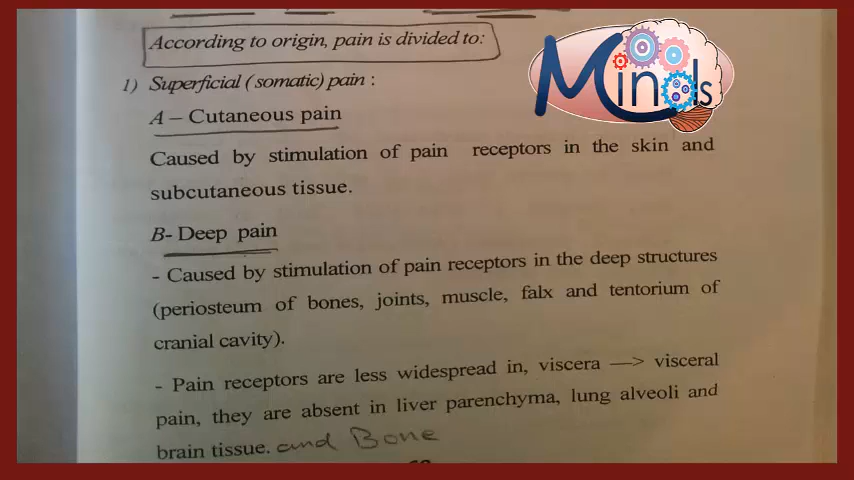 According to origin, pain is divided to:
Minds
1) Superficial (somatic) pain :
A – Cutaneous pain
Caused by stimulation of pain receptors in the skin and
subcutaneous tissue.
B- Deep pain
- Caused by stimulation of pain receptors in the deep structures
(periosteum of bones, joints, muscle, falx and tentorium of
cranial cavity).
- Pain receptors are less widespread in, viscera —> visceral
pain, they are absent in liver parenchyma, lung alveoli and
brain tissue. and Bone